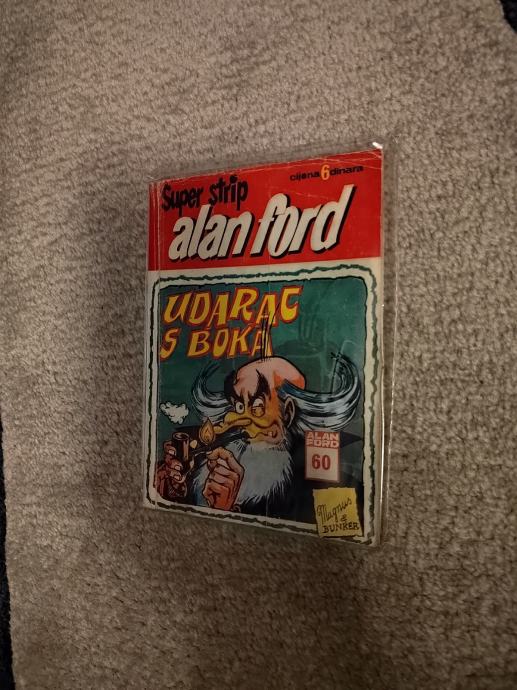 Super strip
cijena 6 dinara
alan ford
UDARAC
S BOKA
ALAN
FORD
60
Magnus
&
BUNKER